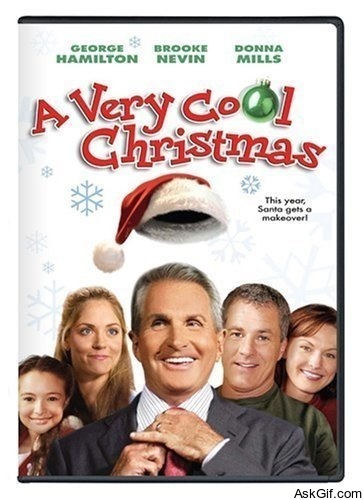 GEORGE HAMILTON
BROOKE NEVIN
DONNA MILLS
A Very Cool
Christmas
This year,
Santa gets a
makeover!
AskGif.com